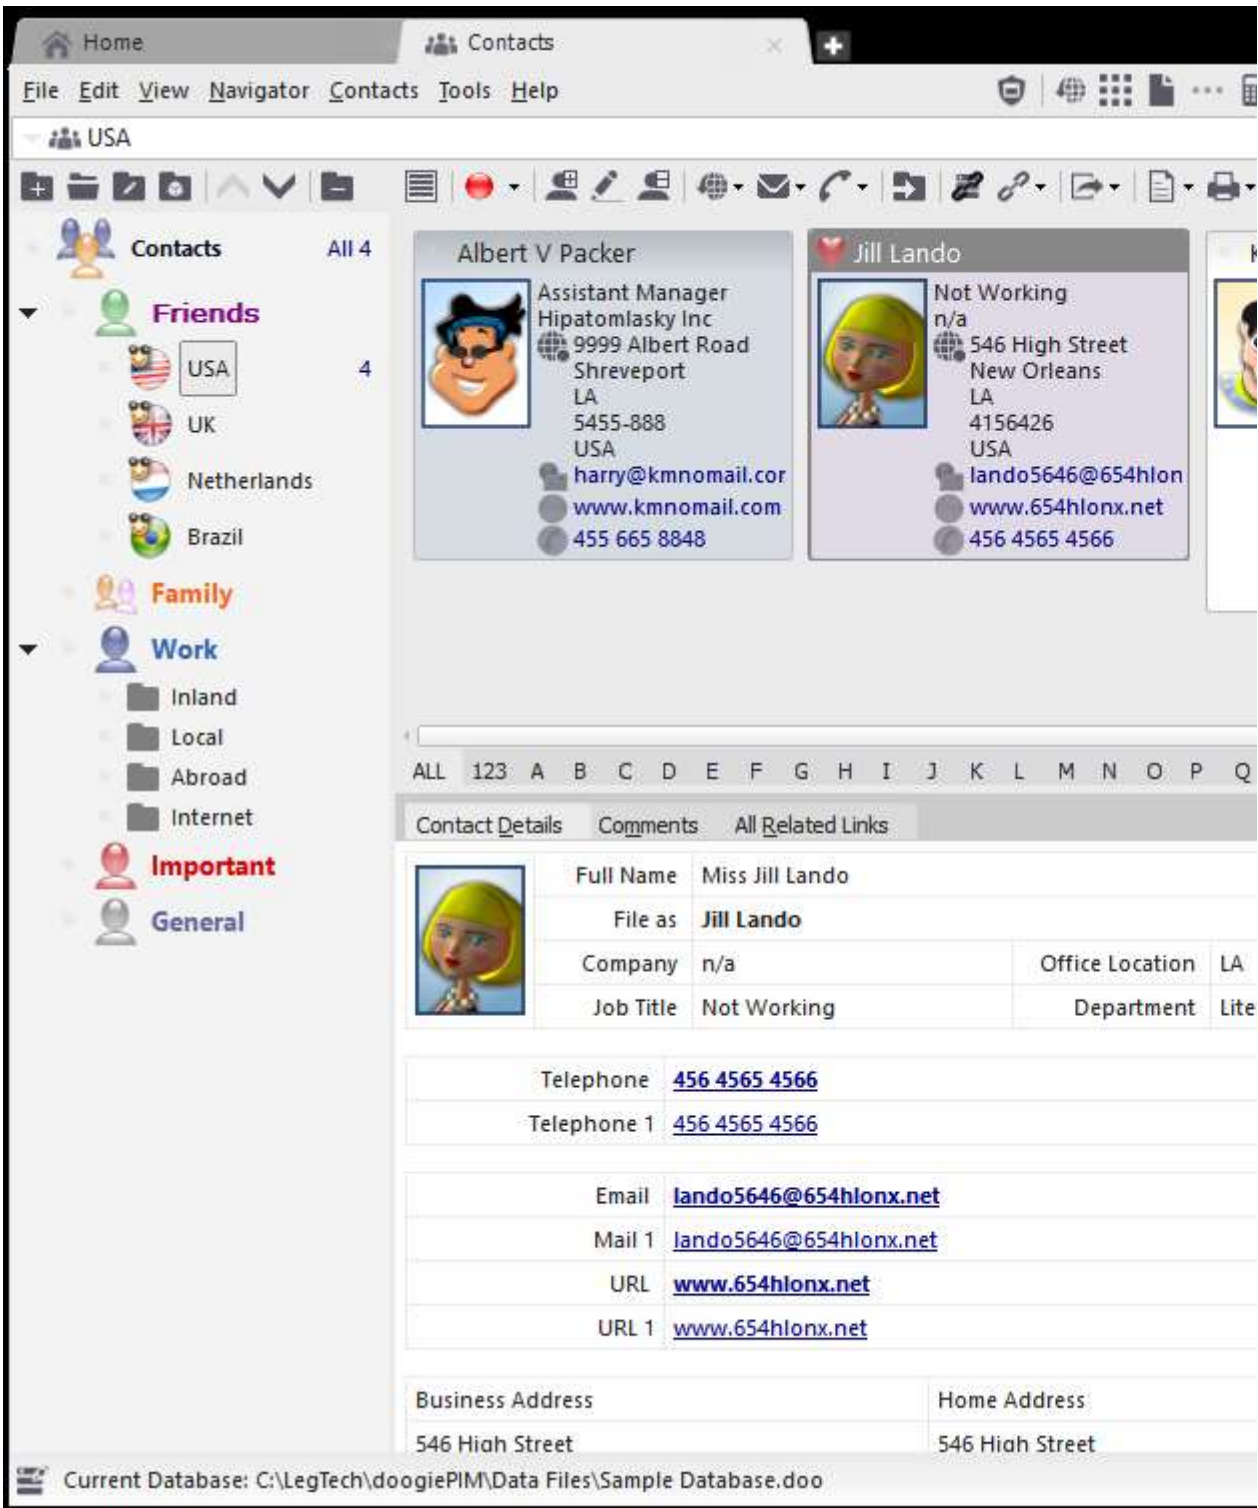 Home
Contacts
File Edit View Navigator Contacts Tools Help
USA
Contacts All 4
Friends
USA 4
UK
Netherlands
Brazil
Family
Work
Inland
Local
Abroad
Internet
Important
General
Albert V Packer
Assistant Manager
Hipatomlasky Inc
9999 Albert Road
Shreveport
LA
5455-888
USA
harry@kmnomail.cor
www.kmnomail.com
455 665 8848
Jill Lando
Not Working
n/a
546 High Street
New Orleans
LA
4156426
USA
lando5646@654hlon
www.654hlonx.net
456 4565 4566
ALL 123 A B C D E F G H I J K L M N O P Q
Contact Details Comments All Related Links
Full Name Miss Jill Lando
File as Jill Lando
Company n/a Office Location LA
Job Title Not Working Department Lite
Telephone 456 4565 4566
Telephone 1 456 4565 4566
Email lando5646@654hlonx.net
Mail 1 lando5646@654hlonx.net
URL www.654hlonx.net
URL 1 www.654hlonx.net
Business Address Home Address
546 High Street 546 High Street
Current Database: C:\LegTech\doogiePIM\Data Files\Sample Database.doo